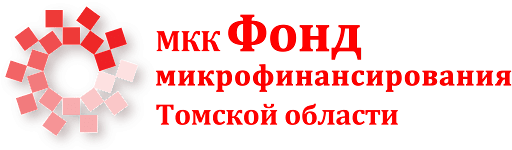 МКК Фонд
микрофинансирования
Томской области